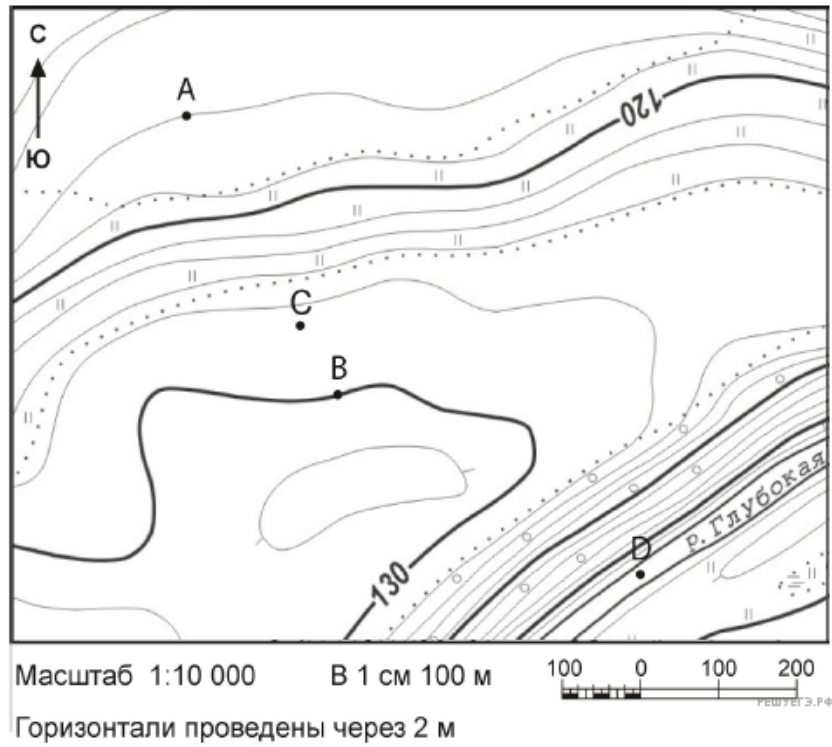 С
А
Ю
120
С
В
130
D
р. Глубокая
Масштаб 1:10 000 В 1 см 100 м
100 0 100 200
РЕШУЕГЭ.РФ
Горизонтали проведены через 2 м